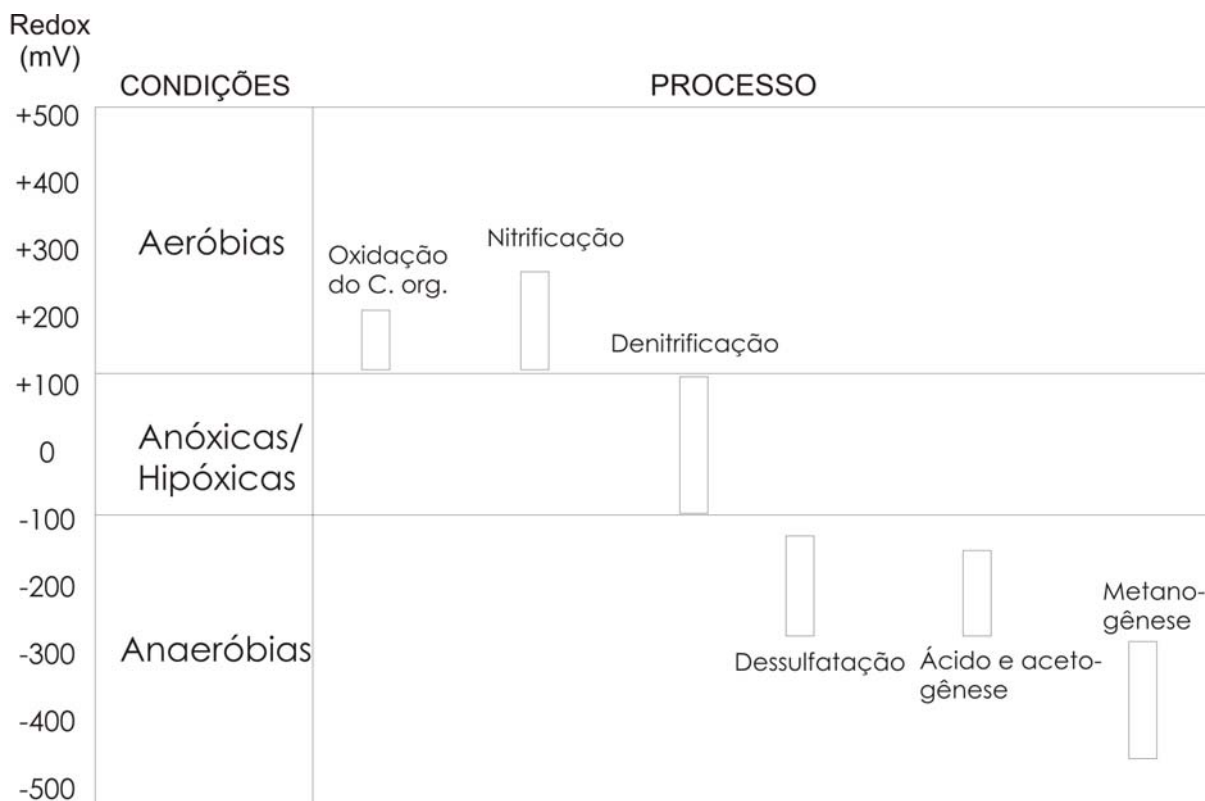 Redox
(mV)
CONDIÇÕES
PROCESSO
+500
+400
+300
+200
+100
0
-100
-200
-300
-400
-500
Aeróbias
Anóxicas/
Hipóxicas
Anaeróbias
Oxidação
do C. org.
Nitrificação
Denitrificação
Dessulfatação
Ácido e aceto-
gênese
Metano-
gênese